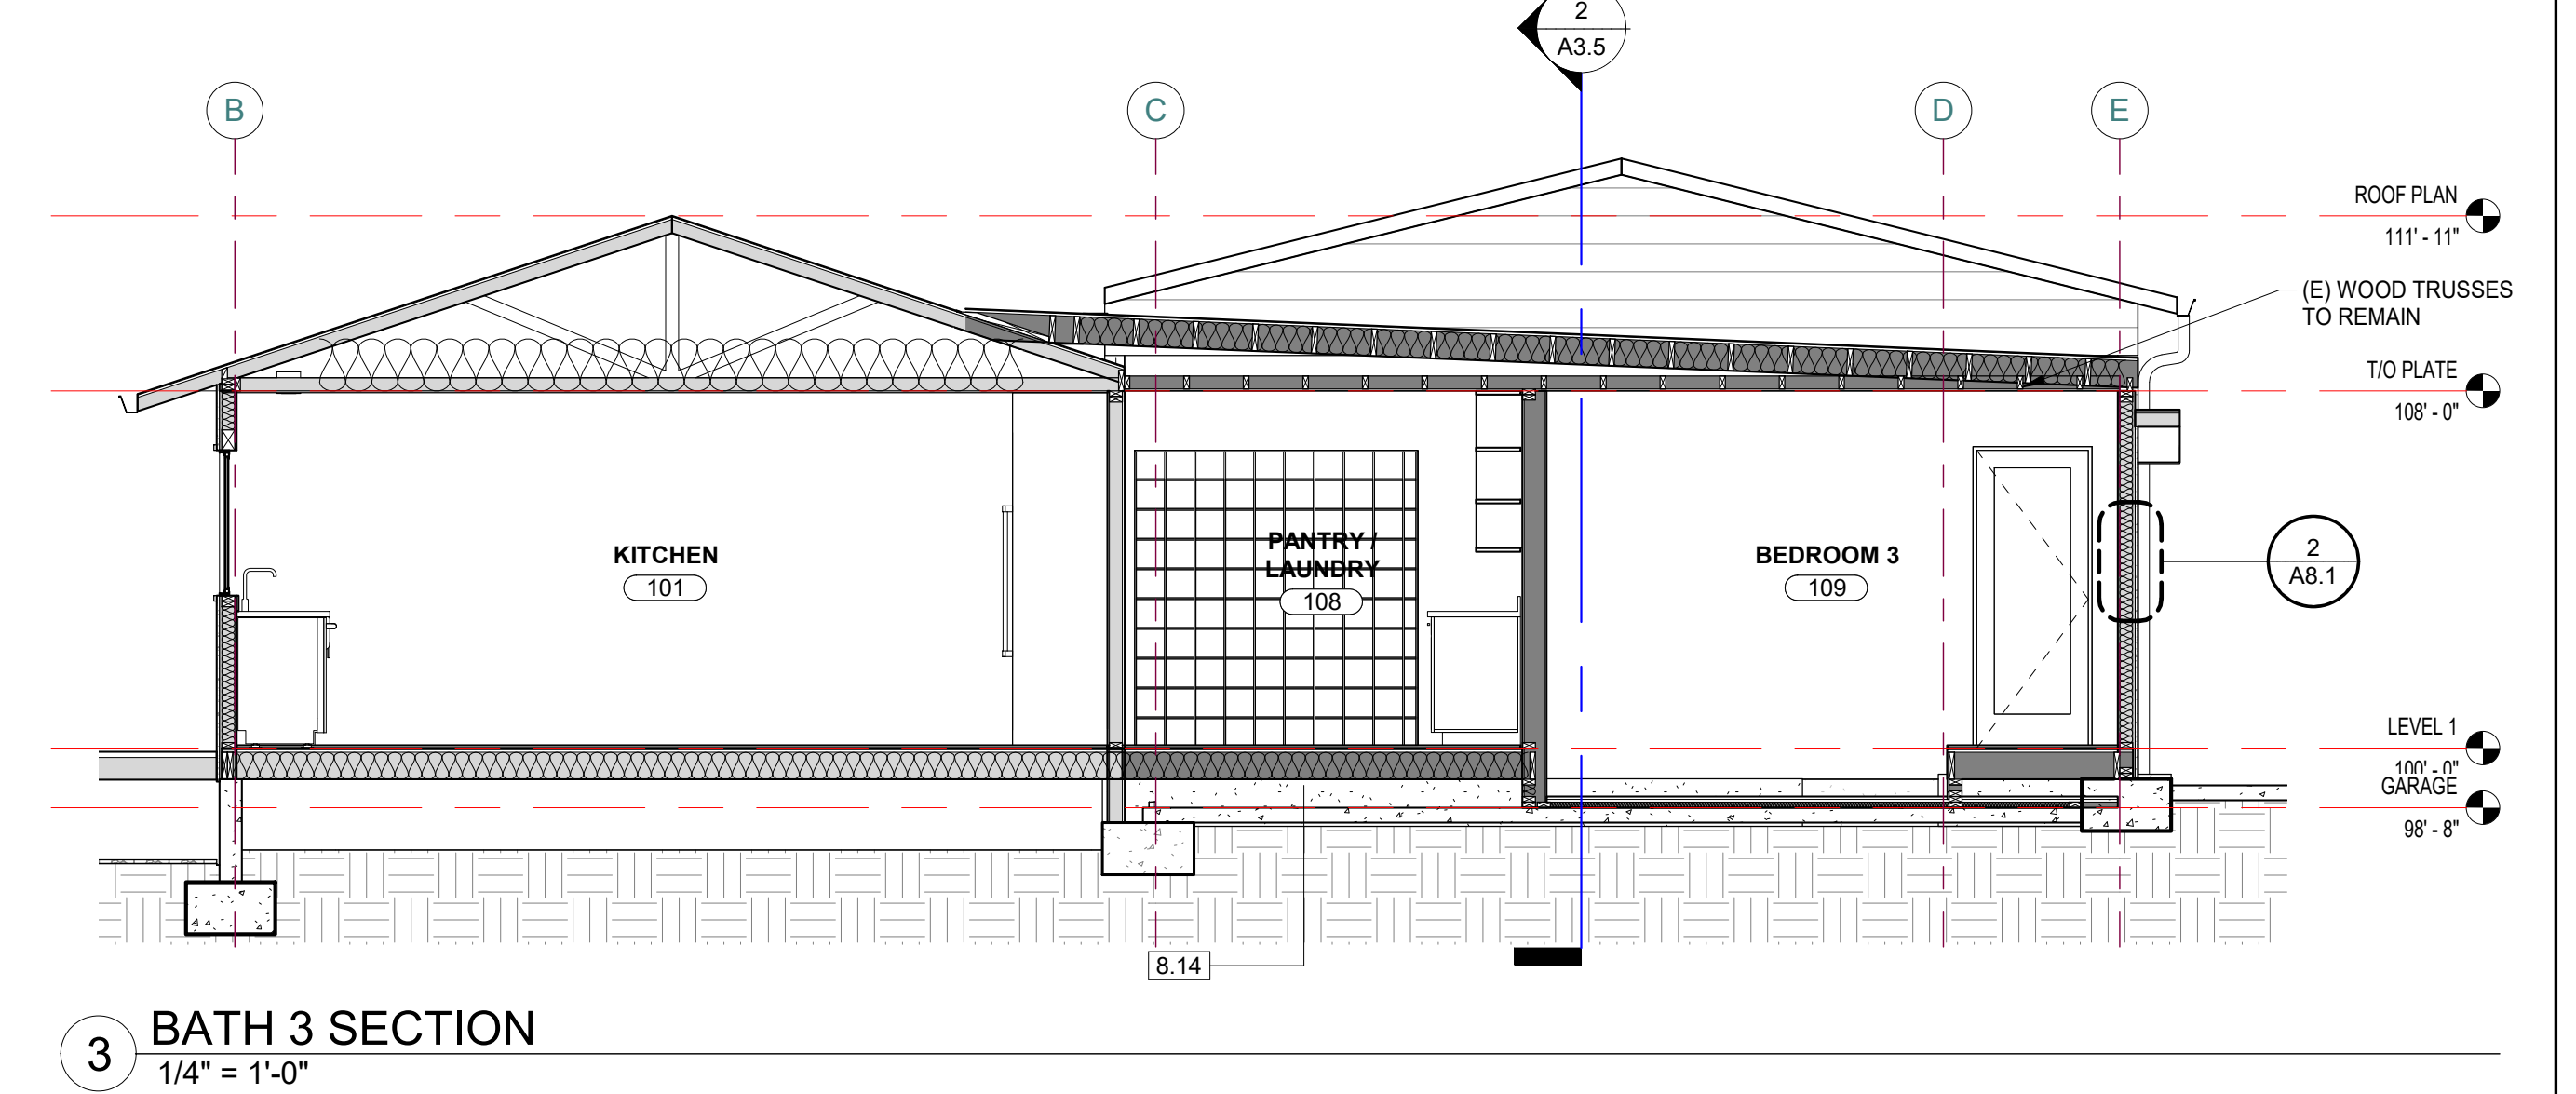 2
A3.5
B
C
D
E
ROOF PLAN
111' - 11"
(E) WOOD TRUSSES
TO REMAIN
T/O PLATE
108' - 0"
KITCHEN
101
PANTRY /
LAUNDRY
108
BEDROOM 3
109
2
A8.1
LEVEL 1
100' - 0"
GARAGE
98' - 8"
8.14
3
BATH 3 SECTION
1/4" = 1'-0"